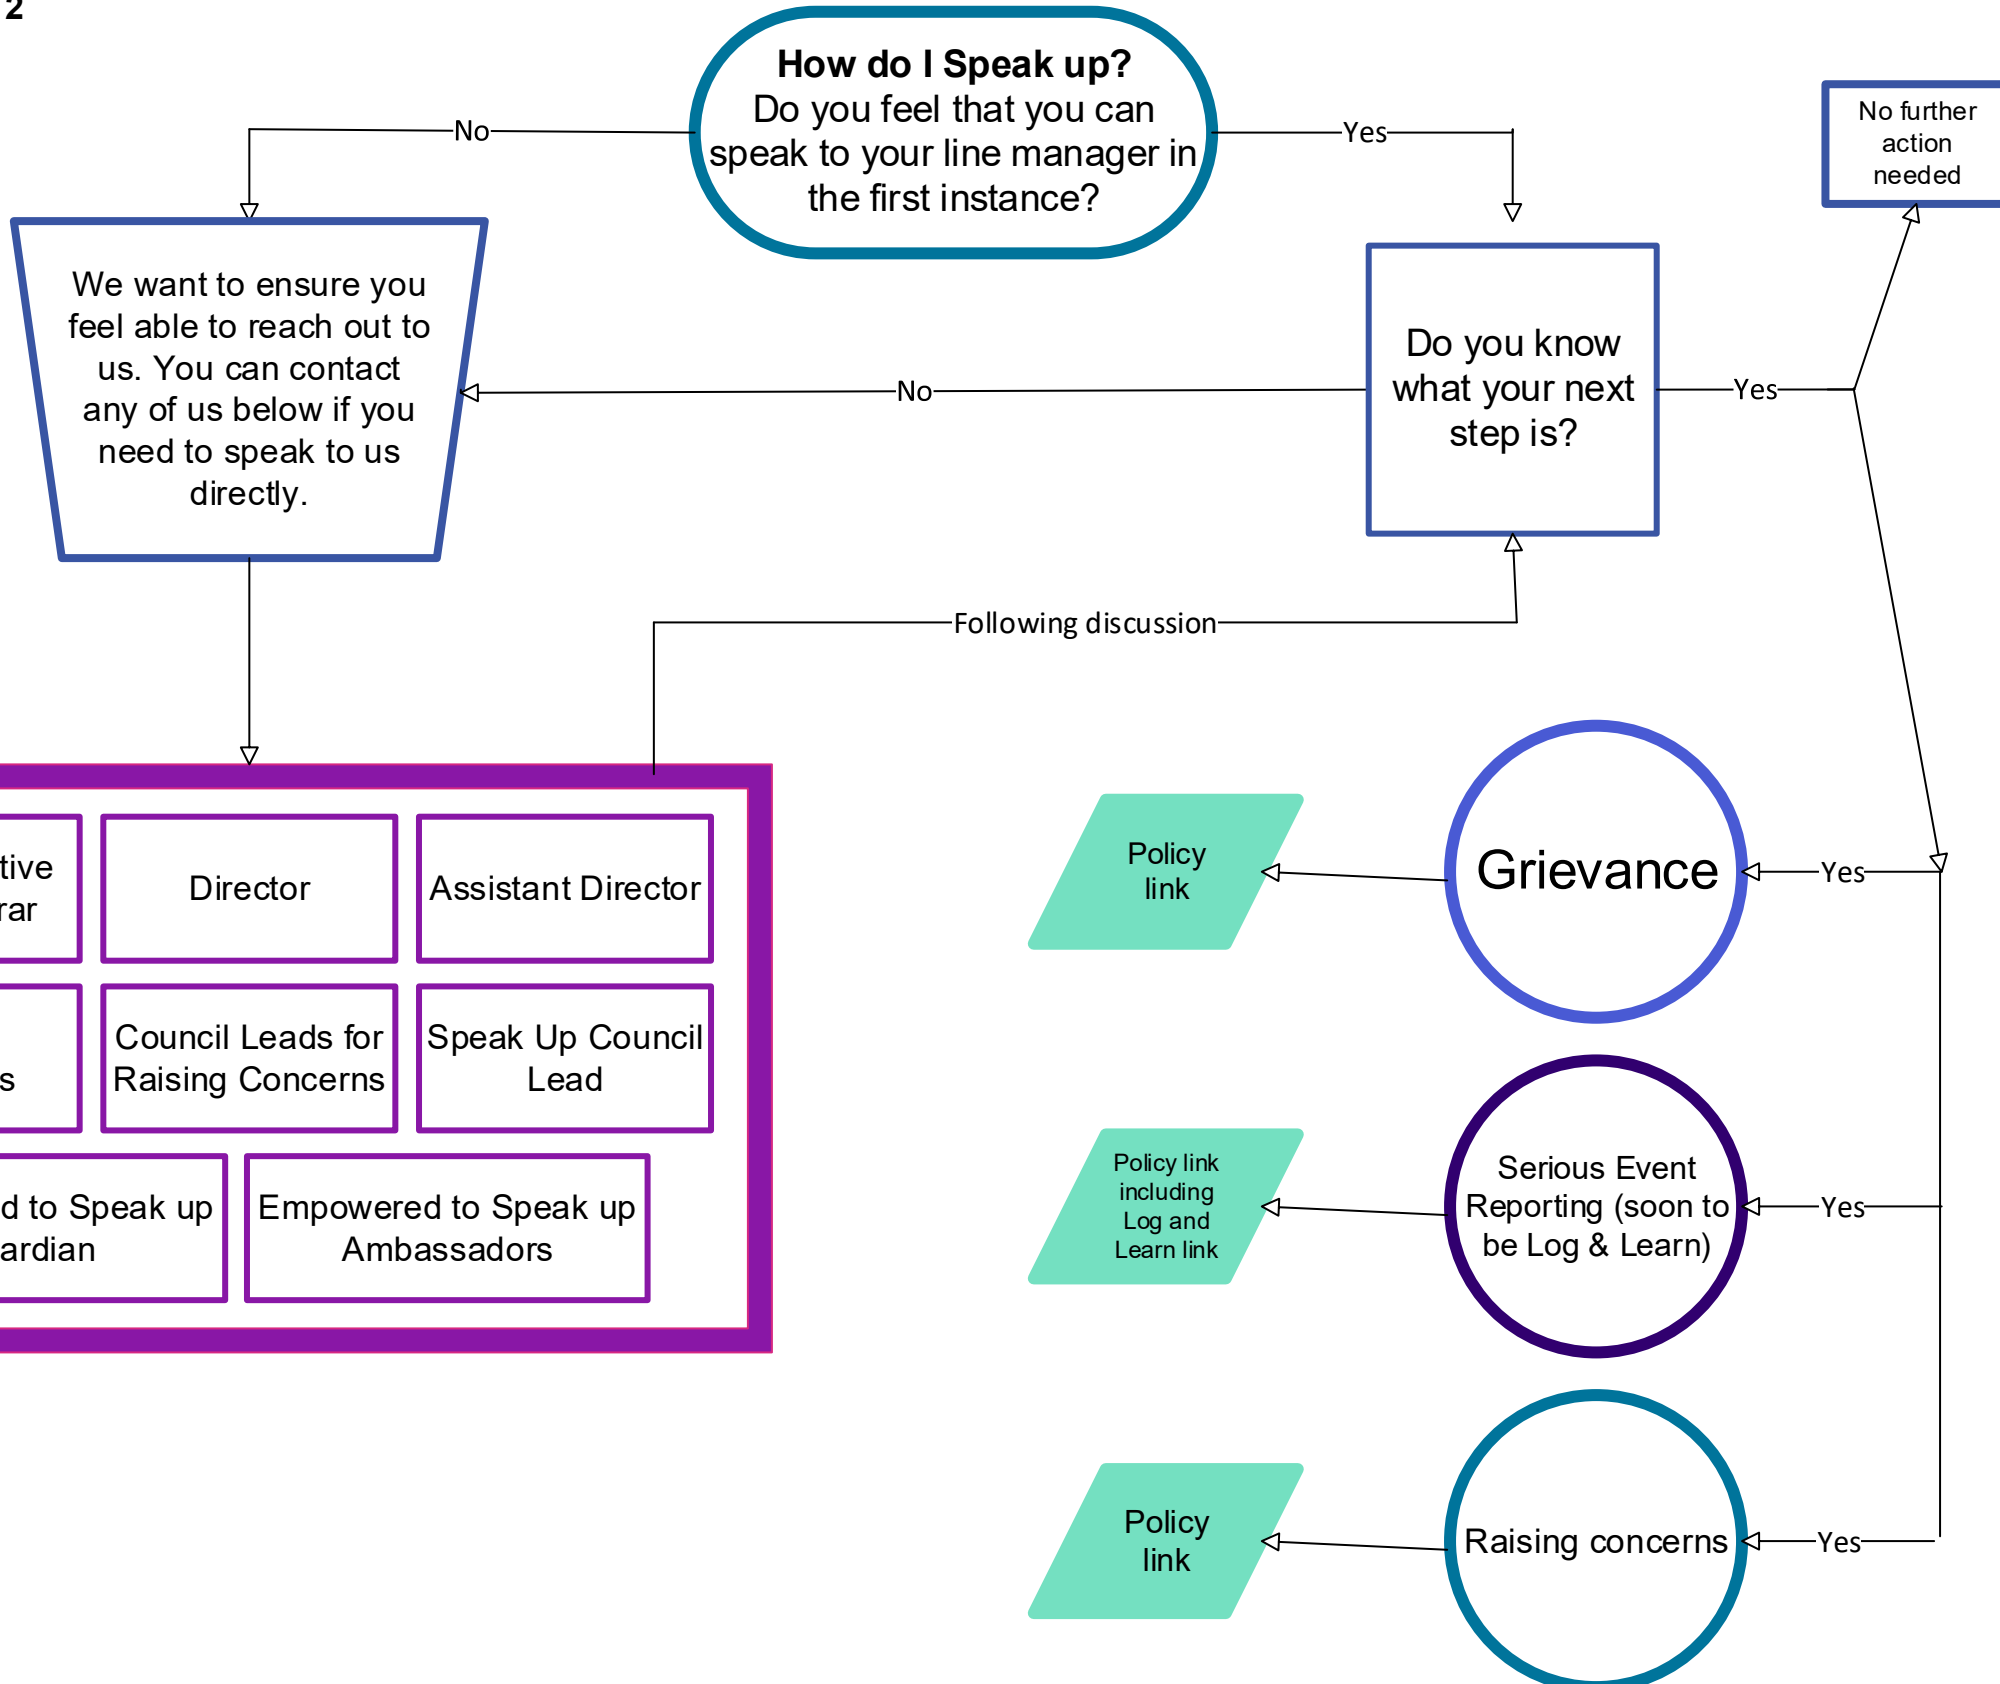 2
How do I Speak up?
Do you feel that you can
speak to your line manager in
the first instance?
No
Yes
No further
action
needed
We want to ensure you
feel able to reach out to
us. You can contact
any of us below if you
need to speak to us
directly.
Do you know
what your next
step is?
No
Yes
Following discussion
tive
rar
Director
Assistant Director
s
Council Leads for
Raising Concerns
Speak Up Council
Lead
d to Speak up
ardian
Empowered to Speak up
Ambassadors
Policy
link
Grievance
Yes
Policy link
including
Log and
Learn link
Serious Event
Reporting (soon to
be Log & Learn)
Yes
Policy
link
Raising concerns
Yes